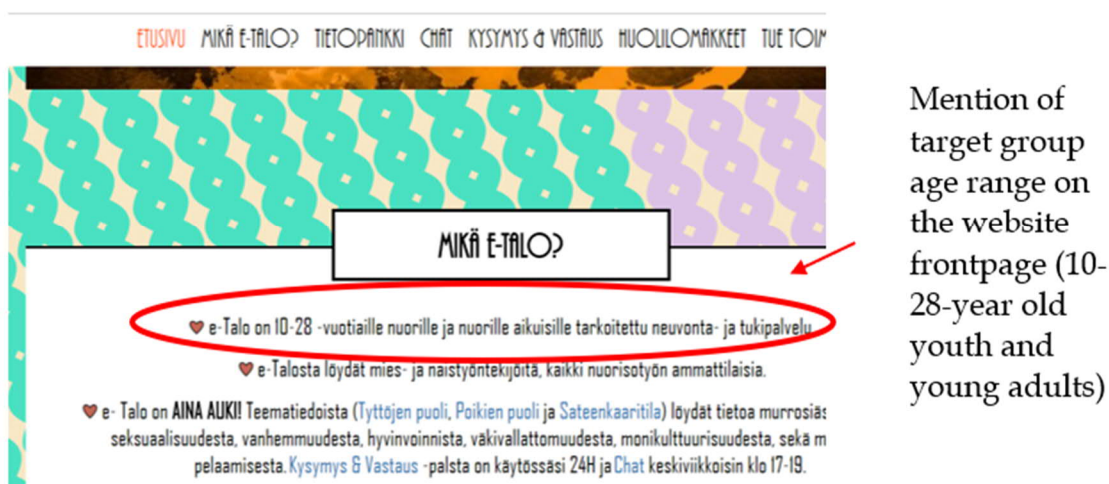 ETUSIVU MIKÄ E-TALO? TIETOPANKKI CHAT KYSYMYS & VASTAUS HUOLILOMAKKEET TUE TOIM
MIKÄ E-TALO?
e-Talo on 10-28 -vuotiaille nuorille ja nuorille aikuisille tarkoitettu neuvonta- ja tukipalvelu
e-Talosta löydät mies- ja naistyöntekijöitä, kaikki nuorisotyön ammattilaisia.
e- Talo on AINA AUKI! Teematiedoista (Tyttöjen puoli, Poikien puoli ja Sateenkaaritila) löydät tietoa murrosiäs
seksuaalisuudesta, vanhemmuudesta, hyvinvoinnista, väkivallattomuudesta, monikulttuurisuudesta, sekä m
pelaamisesta. Kysymys & Vastaus -palsta on käytössäsi 24H ja Chat keskiviikkoisin klo 17-19.
Mention of
target group
age range on
the website
frontpage (10-
28-year old
youth and
young adults)